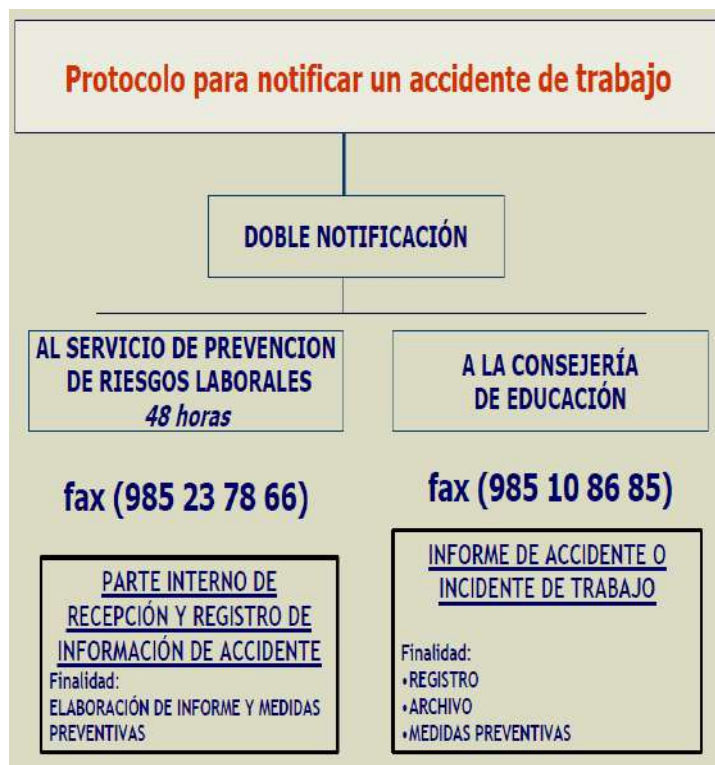 Protocolo para notificar un accidente de trabajo
DOBLE NOTIFICACIÓN
AL SERVICIO DE PREVENCION
DE RIESGOS LABORALES
48 horas
fax (985 23 78 66)
PARTE INTERNO DE
RECEPCIÓN Y REGISTRO DE
INFORMACIÓN DE ACCIDENTE
Finalidad:
ELABORACIÓN DE INFORME Y MEDIDAS
PREVENTIVAS
A LA CONSEJERÍA
DE EDUCACIÓN
fax (985 10 86 85)
INFORME DE ACCIDENTE O
INCIDENTE DE TRABAJO
Finalidad:
•REGISTRO
•ARCHIVO
•MEDIDAS PREVENTIVAS